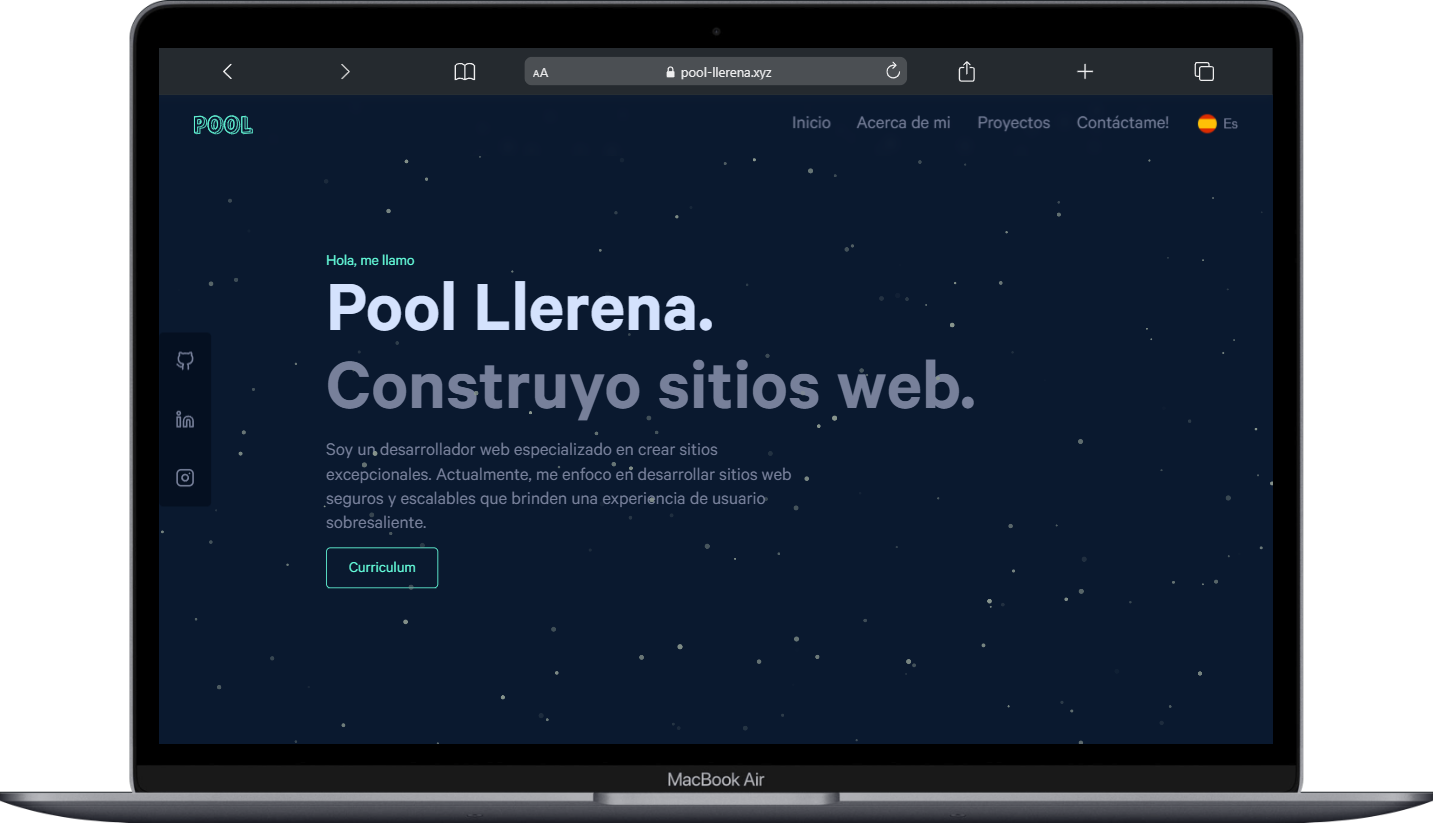 AA
pool-llerena.xyz
POOL
Inicio
Acerca de mi
Proyectos
Contáctame!
Es
Hola, me llamo
Pool Llerena.
Construyo sitios web.
Soy un desarrollador web especializado en crear sitios
excepcionales. Actualmente, me enfoco en desarrollar sitios web
seguros y escalables que brinden una experiencia de usuario
sobresaliente.
Curriculum
MacBook Air